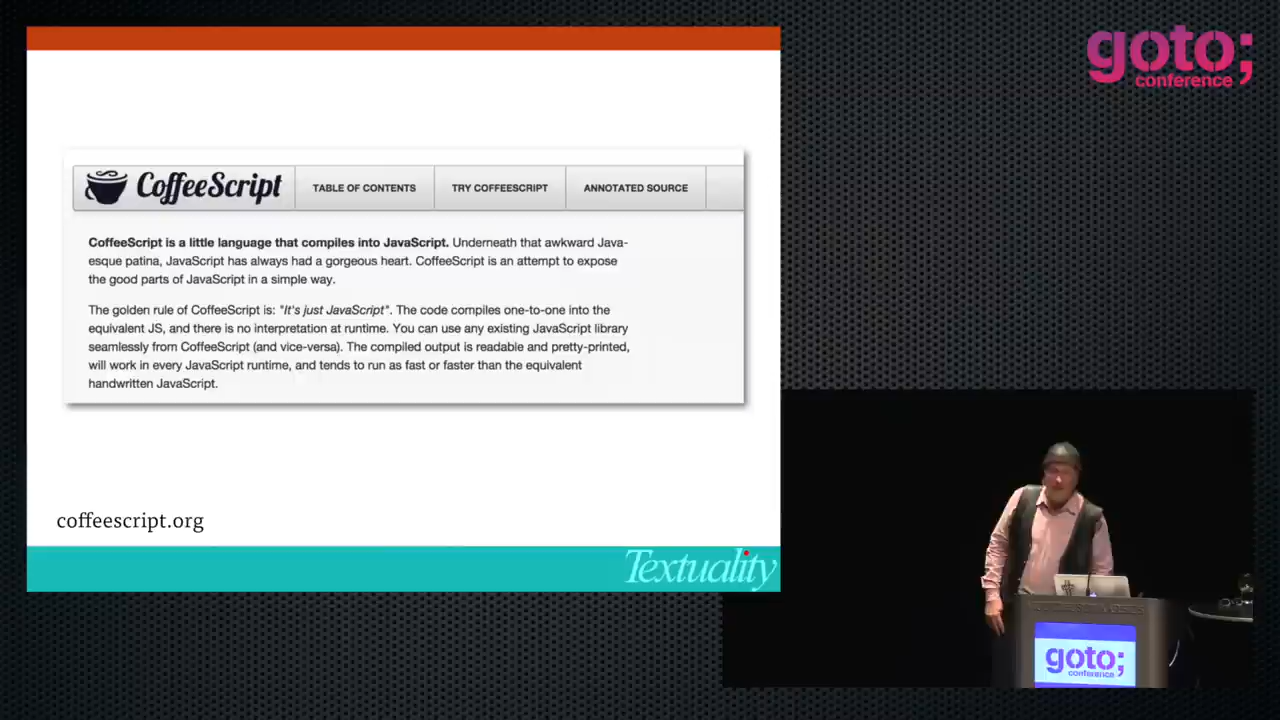 goto;
conference
CoffeeScript
TABLE OF CONTENTS
TRY COFFEESCRIPT
ANNOTATED SOURCE
CoffeeScript is a little language that compiles into JavaScript. Underneath that awkward Java-
esque patina, JavaScript has always had a gorgeous heart. CoffeeScript is an attempt to expose
the good parts of JavaScript in a simple way.
The golden rule of CoffeeScript is: "It's just JavaScript". The code compiles one-to-one into the
equivalent JS, and there is no interpretation at runtime. You can use any existing JavaScript library
seamlessly from CoffeeScript (and vice-versa). The compiled output is readable and pretty-printed,
will work in every JavaScript runtime, and tends to run as fast or faster than the equivalent
handwritten JavaScript.
coffeescript.org
Textuality
goto;
conference